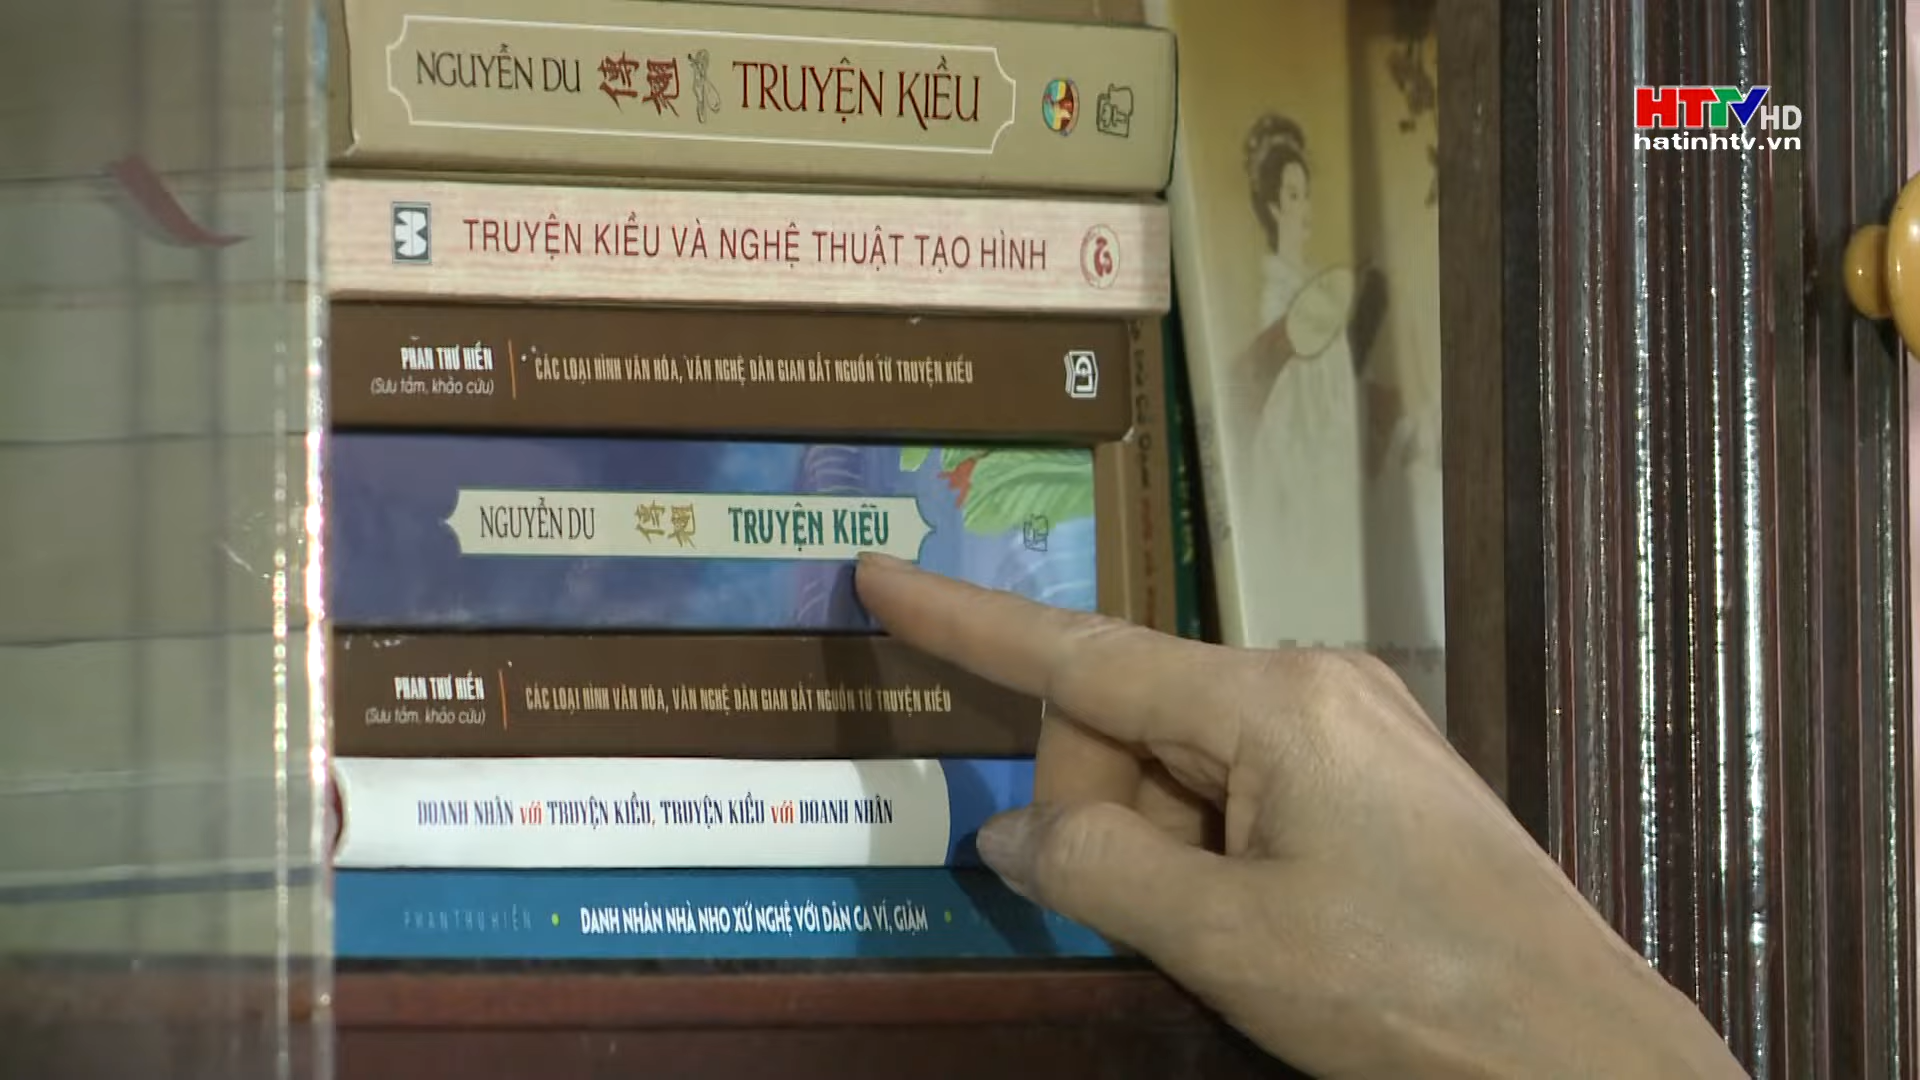 NGUYỄN DU 傳翹 TRUYỆN KIỀU
HTTV HD
hatinhtv.vn
TRUYỆN KIỀU VÀ NGHỆ THUẬT TẠO HÌNH
PHAN THƯ HIỀN
(Sưu tầm, khảo cứu)
CÁC LOẠI HÌNH VĂN HÓA, VĂN NGHỆ DÂN GIAN BẮT NGUỒN TỪ TRUYỆN KIỀU
NGUYỄN DU 傳翹 TRUYỆN KIỀU
PHAN THƯ HIỀN
(Sưu tầm, khảo cứu)
CÁC LOẠI HÌNH VĂN HÓA, VĂN NGHỆ DÂN GIAN BẮT NGUỒN TỪ TRUYỆN KIỀU
DOANH NHÂN với TRUYỆN KIỀU, TRUYỆN KIỀU với DOANH NHÂN
PHAN THƯ HIỀN • DANH NHÂN NHÀ NHO XỨ NGHỆ VỚI DÂN CA VÍ, GIẶM •